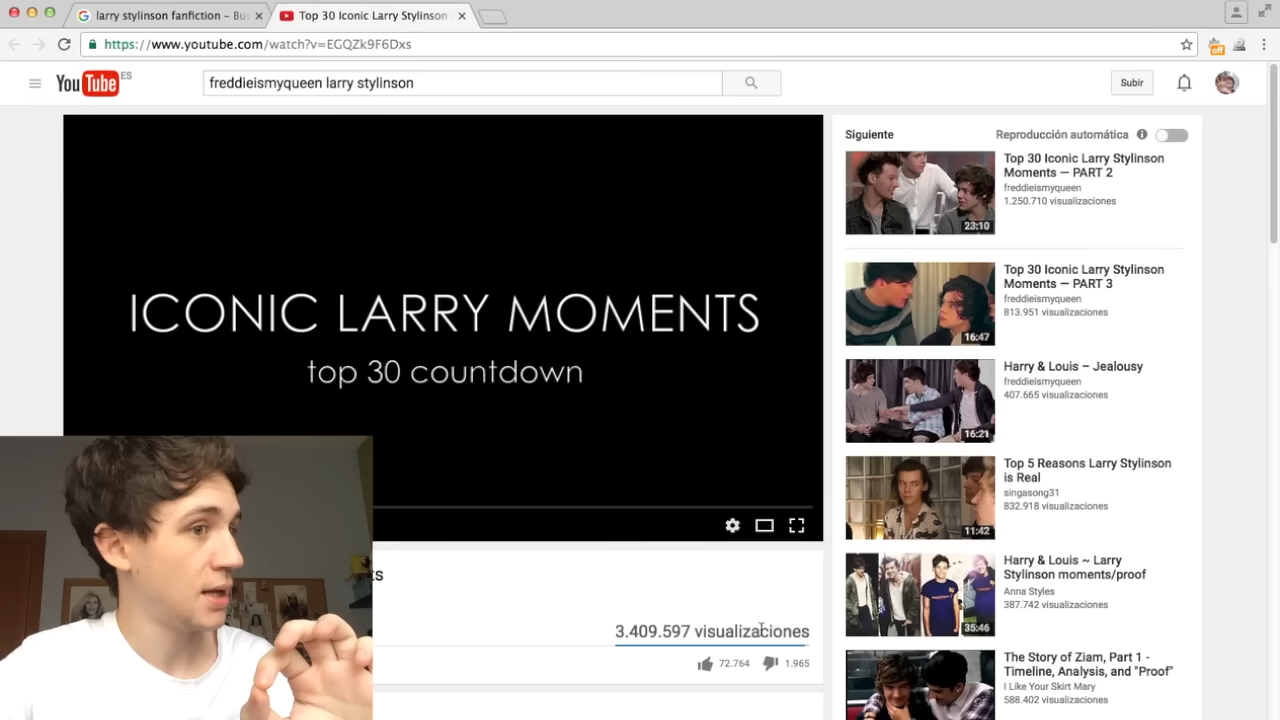 larry stylinson fanfiction – Bus
Top 30 Iconic Larry Stylinson
https://www.youtube.com/watch?v=EGQZk9F6Dxs
off
YouTube ES
freddieismyqueen larry stylinson
Subir
ICONIC LARRY MOMENTS
top 30 countdown
ks
3.409.597 visualizaciones
72.764
1.965
Siguiente
Reproducción automática
Top 30 Iconic Larry Stylinson
Moments — PART 2
freddieismyqueen
1.250.710 visualizaciones
23:10
Top 30 Iconic Larry Stylinson
Moments — PART 3
freddieismyqueen
813.951 visualizaciones
16:47
Harry & Louis – Jealousy
freddieismyqueen
407.665 visualizaciones
16:21
Top 5 Reasons Larry Stylinson
is Real
singasong31
832.918 visualizaciones
11:42
Harry & Louis ~ Larry
Stylinson moments/proof
Anna Styles
387.742 visualizaciones
35:46
The Story of Ziam, Part 1 -
Timeline, Analysis, and "Proof"
I Like Your Skirt Mary
588.402 visualizaciones